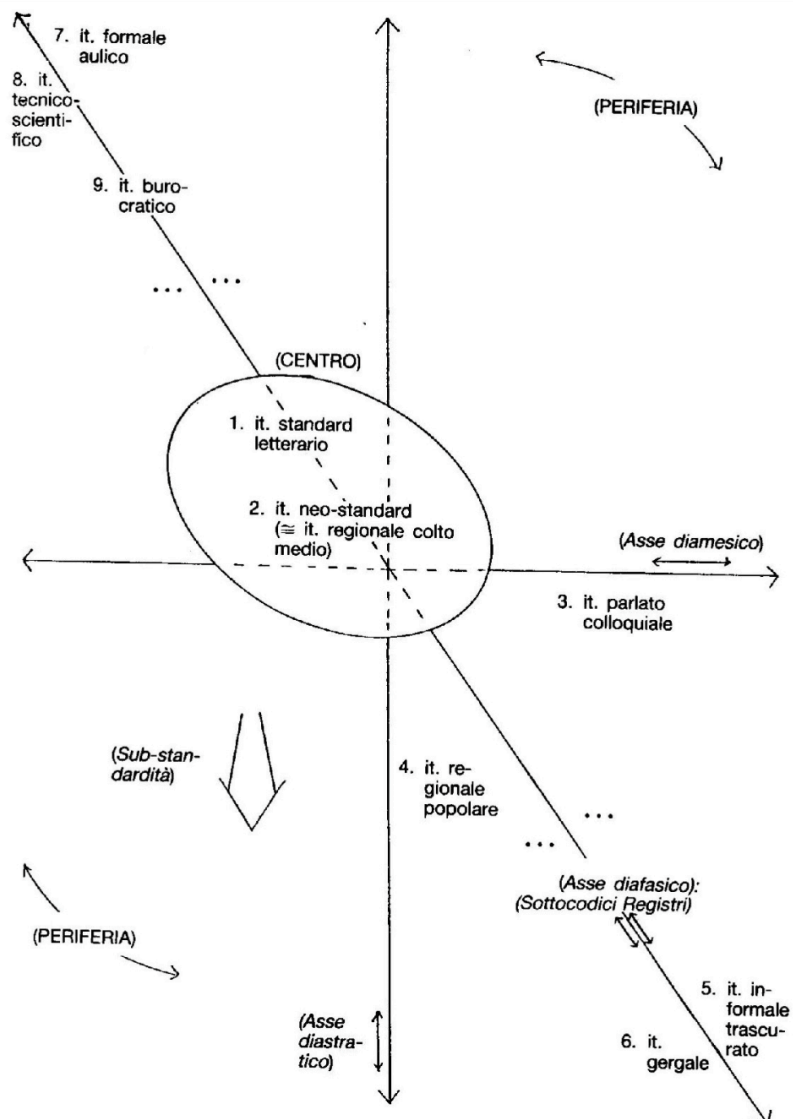 7. it. formale
aulico
8. it.
tecnico-
scienti-
fico
(PERIFERIA)
9. it. buro-
cratico
... ...
(CENTRO)
1. it. standard
letterario
2. it. neo-standard
(≅ it. regionale colto
medio)
(Asse diamesico)
3. it. parlato
colloquiale
(Sub-stan-
dardità)
4. it. re-
gionale
popolare
... ...
(Asse diafasico):
(Sottocodici Registri)
(PERIFERIA)
5. it. in-
formale
trascu-
rato
6. it.
gergale
(Asse
diastra-
tico)